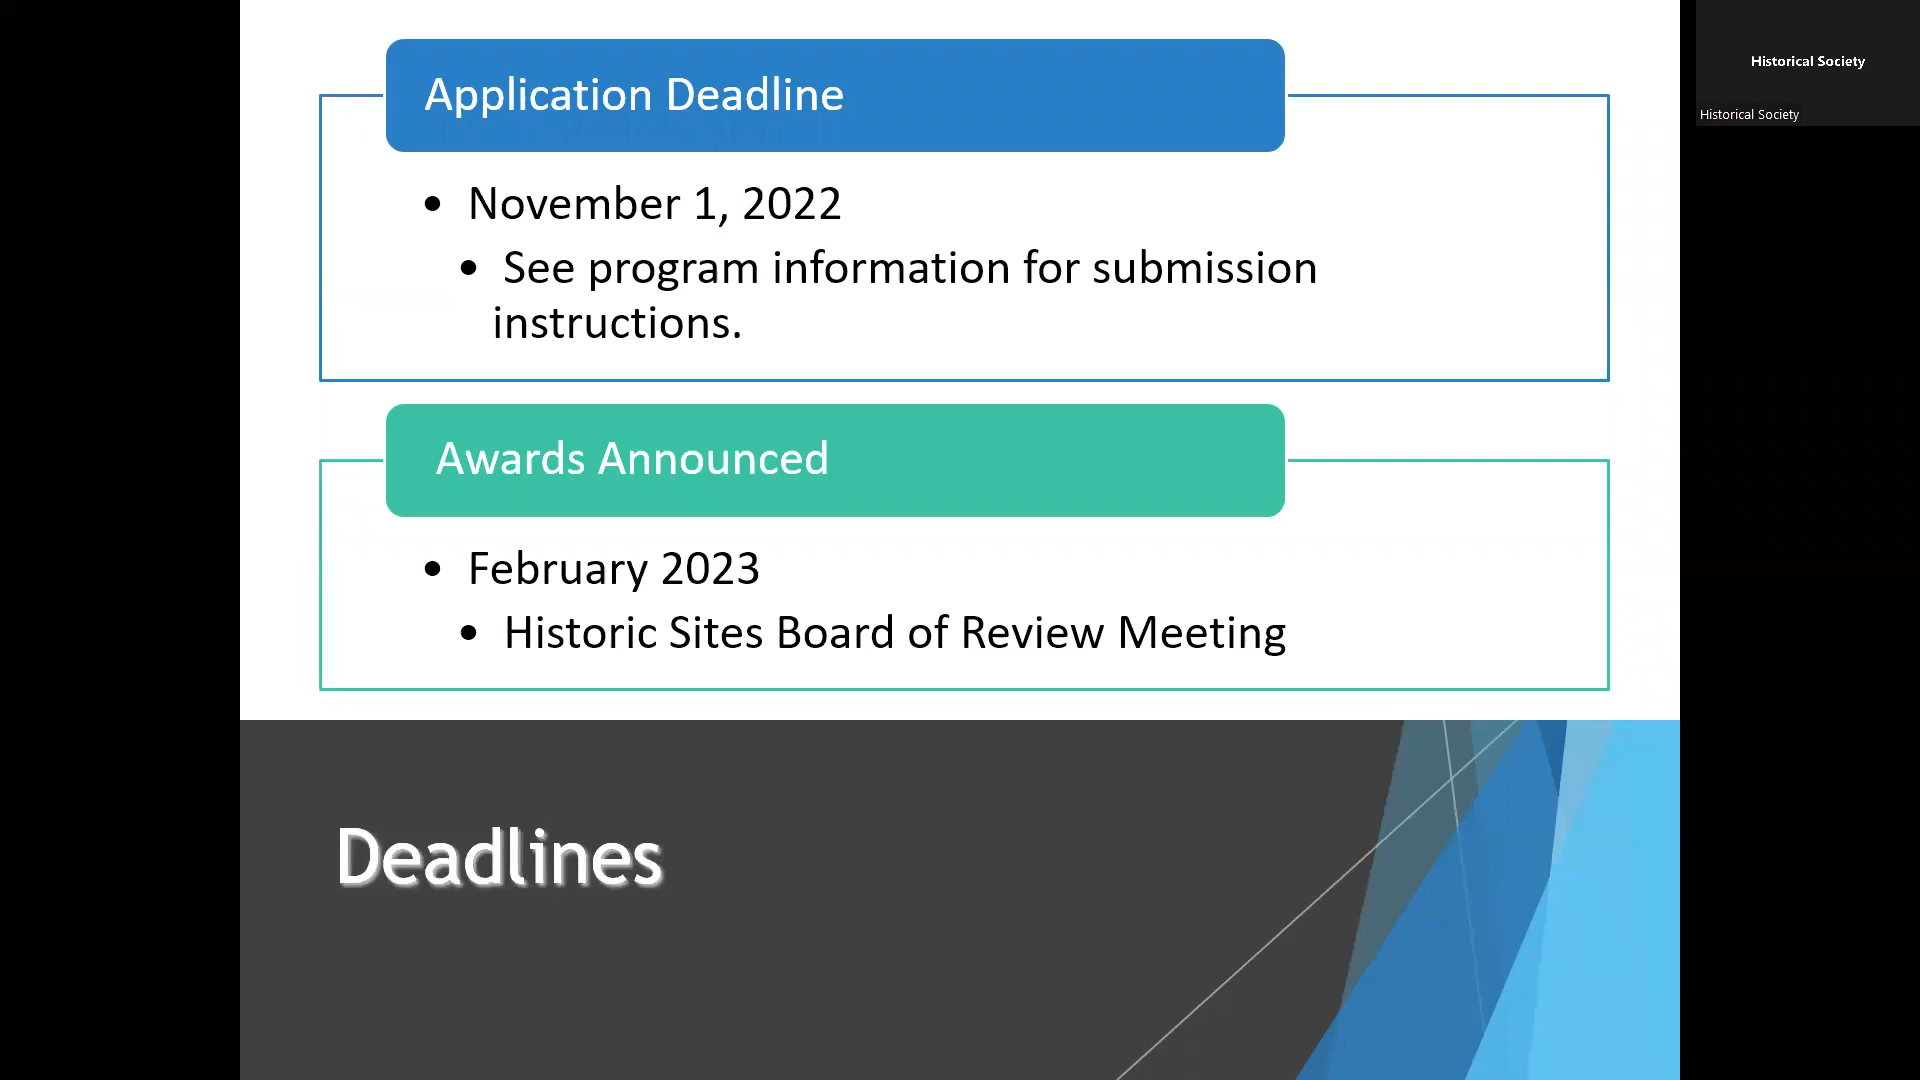 Application Deadline
• November 1, 2022
• See program information for submission
instructions.
Awards Announced
• February 2023
• Historic Sites Board of Review Meeting
Deadlines
Historical Society
Historical Society